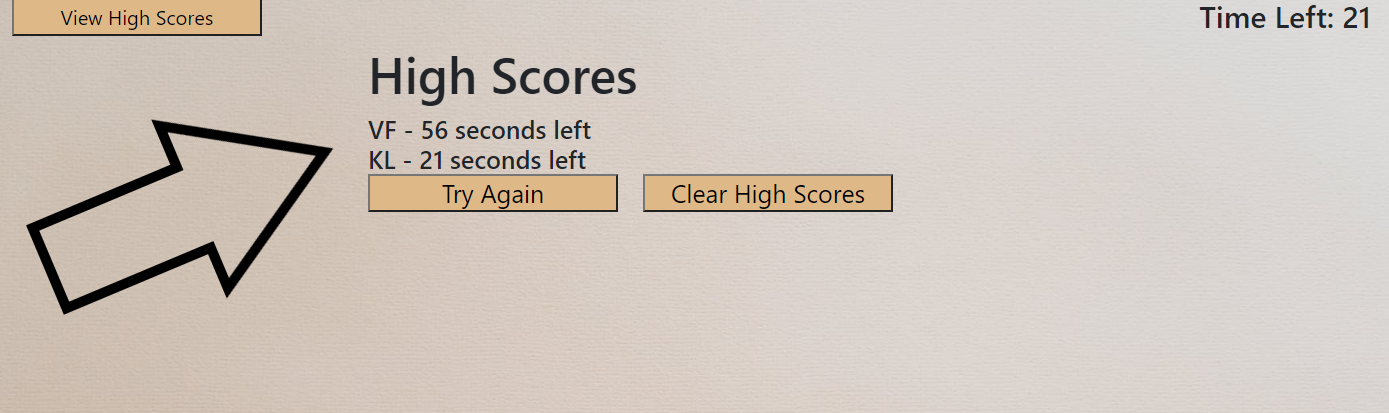 View High Scores
Time Left: 21
High Scores
VF - 56 seconds left
KL - 21 seconds left
Try Again
Clear High Scores